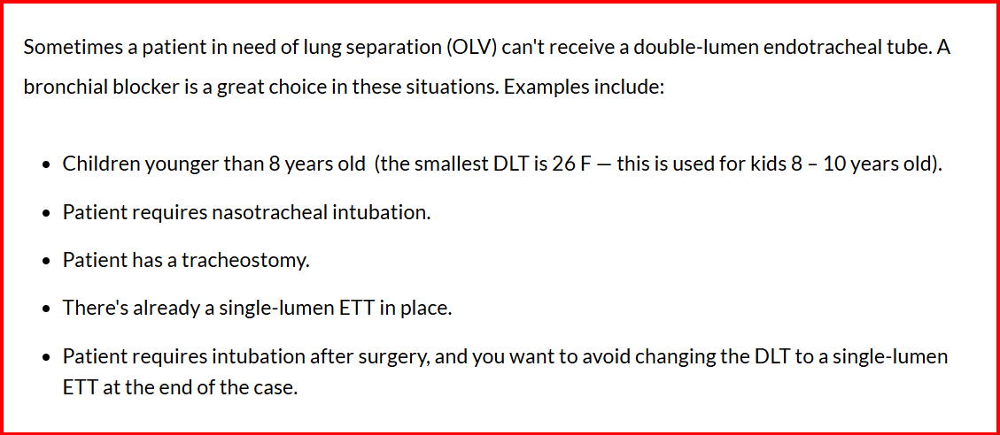 Sometimes a patient in need of lung separation (OLV) can't receive a double-lumen endotracheal tube. A
bronchial blocker is a great choice in these situations. Examples include:
• Children younger than 8 years old (the smallest DLT is 26 F — this is used for kids 8 – 10 years old).
• Patient requires nasotracheal intubation.
• Patient has a tracheostomy.
• There's already a single-lumen ETT in place.
• Patient requires intubation after surgery, and you want to avoid changing the DLT to a single-lumen
ETT at the end of the case.